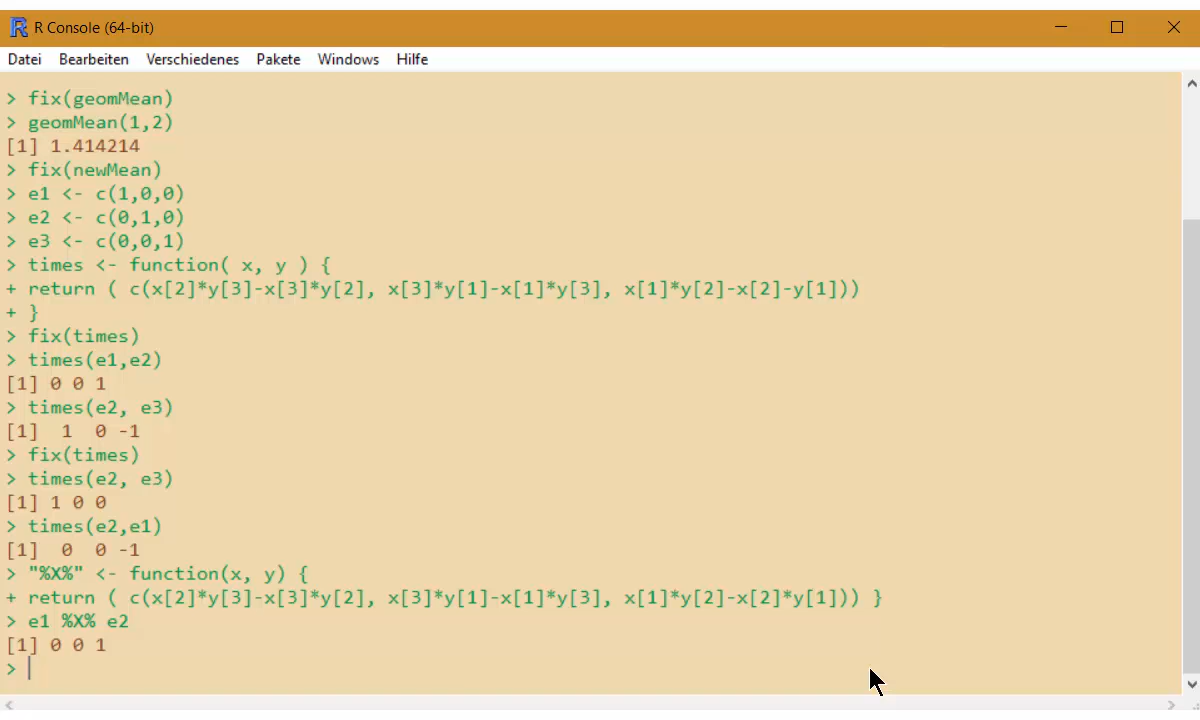 R Console (64-bit)
Datei Bearbeiten Verschiedenes Pakete Windows Hilfe
> fix(geomMean)
> geomMean(1,2)
[1] 1.414214
> fix(newMean)
> e1 <- c(1,0,0)
> e2 <- c(0,1,0)
> e3 <- c(0,0,1)
> times <- function( x, y ) {
+ return ( c(x[2]*y[3]-x[3]*y[2], x[3]*y[1]-x[1]*y[3], x[1]*y[2]-x[2]-y[1]))
+ }
> fix(times)
> times(e1,e2)
[1] 0 0 1
> times(e2, e3)
[1]  1  0 -1
> fix(times)
> times(e2, e3)
[1] 1 0 0
> times(e2,e1)
[1]  0  0 -1
> "%X%" <- function(x, y) {
+ return ( c(x[2]*y[3]-x[3]*y[2], x[3]*y[1]-x[1]*y[3], x[1]*y[2]-x[2]*y[1])) }
> e1 %X% e2
[1] 0 0 1
>